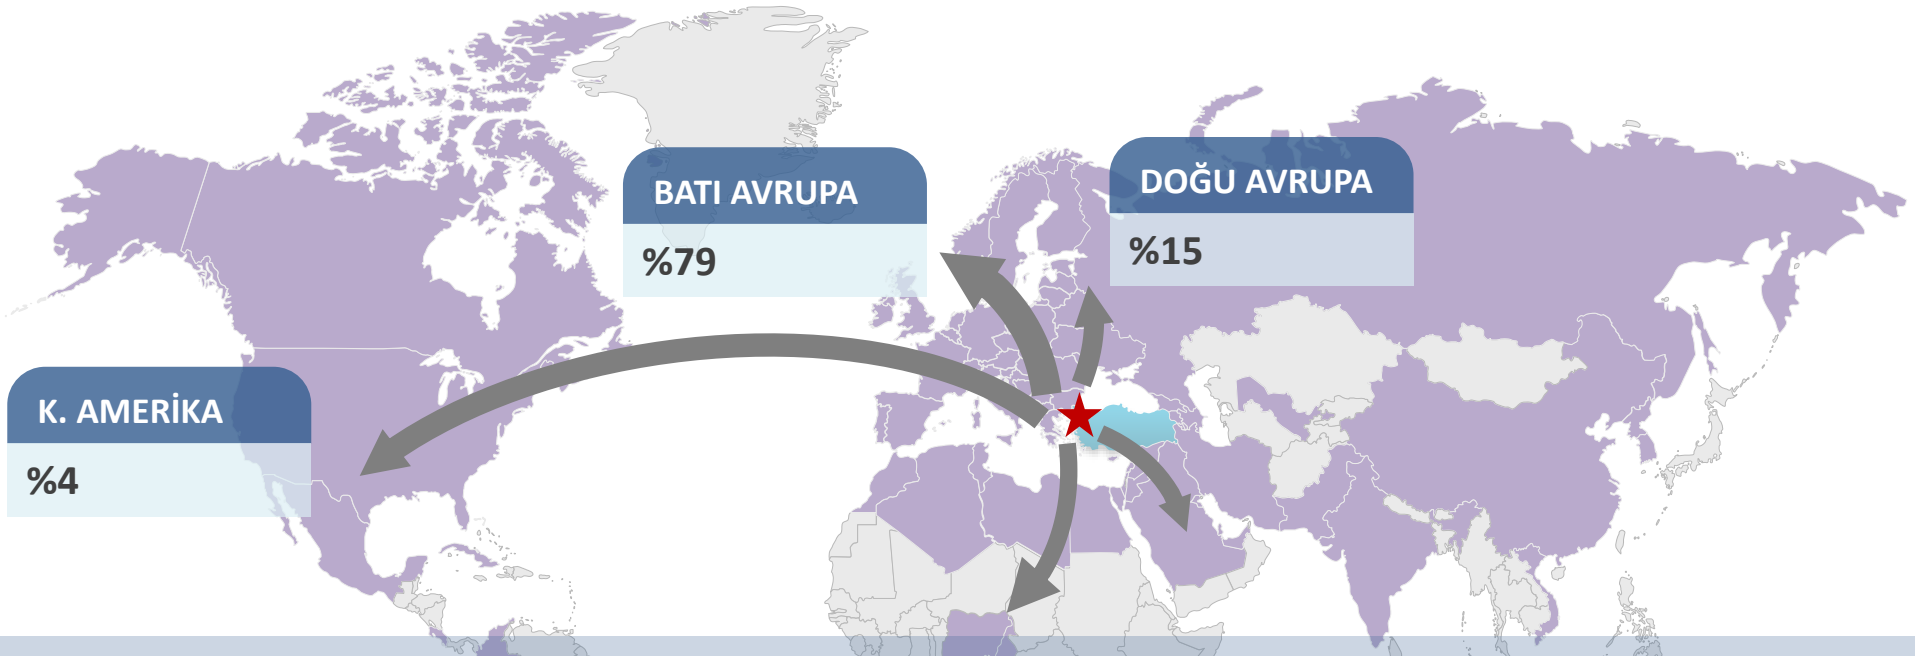 BATI AVRUPA
%79
DOĞU AVRUPA
%15
K. AMERİKA
%4